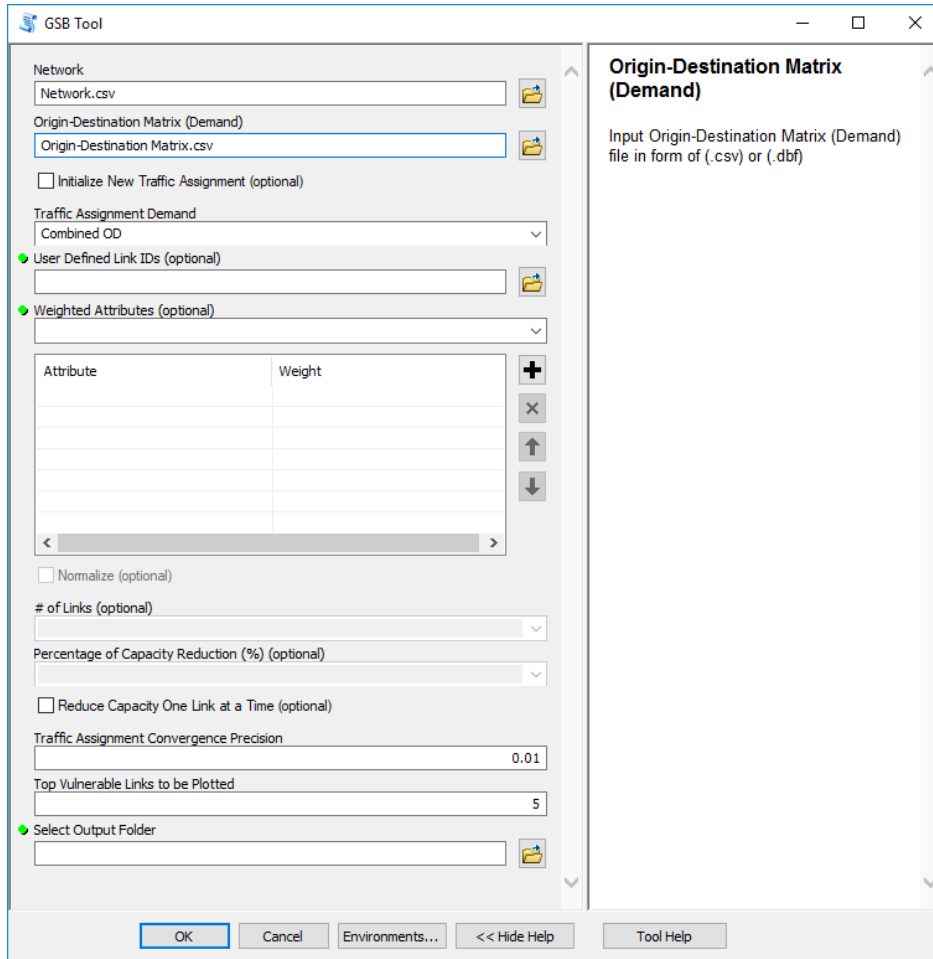 GSB Tool
Network
Network.csv
Origin-Destination Matrix (Demand)
Origin-Destination Matrix.csv
Initialize New Traffic Assignment (optional)
Traffic Assignment Demand
Combined OD
User Defined Link IDs (optional)
Weighted Attributes (optional)
Attribute Weight
Normalize (optional)
# of Links (optional)
Percentage of Capacity Reduction (%) (optional)
Reduce Capacity One Link at a Time (optional)
Traffic Assignment Convergence Precision
0.01
Top Vulnerable Links to be Plotted
5
Select Output Folder
Origin-Destination Matrix
(Demand)
Input Origin-Destination Matrix (Demand)
file in form of (.csv) or (.dbf)
OK Cancel Environments... << Hide Help Tool Help